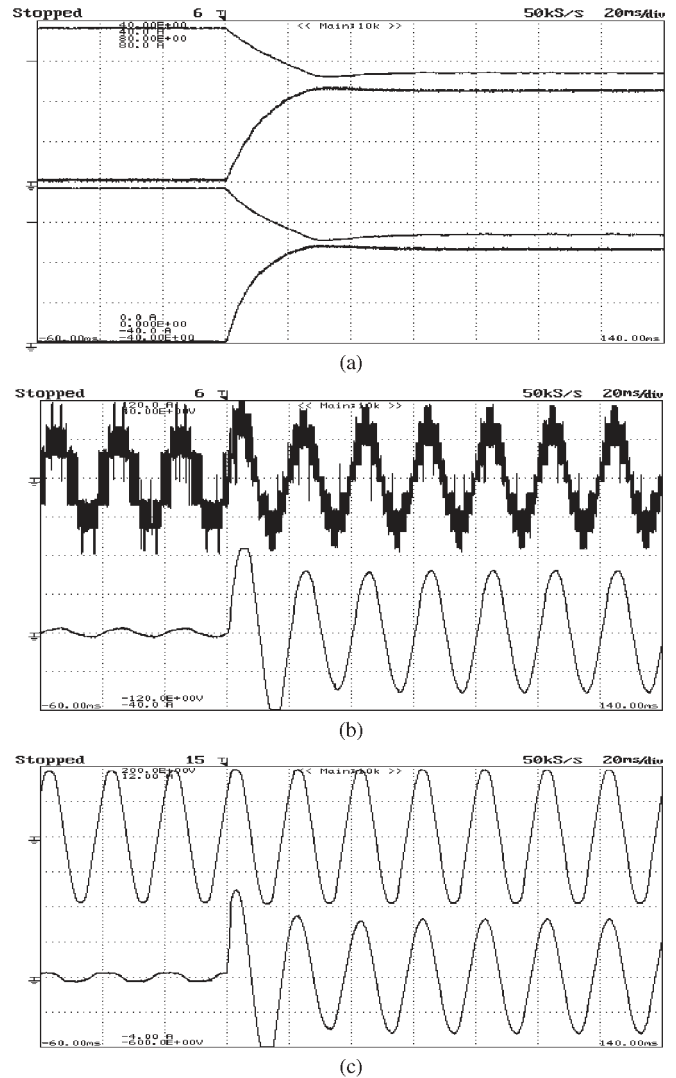 Stopped 6 50kS/s 20ms/div
<< Main:10k >>
40.00E+00
40.0 A
80.00E+00
80.0 A
0.0 A
0.000E+00
-40.0 A
-40.00E+00
-60.00ms 140.00ms
(a)
Stopped 6 50kS/s 20ms/div
<< Main:10k >>
120.0 A
40.00E+00V
-120.0E+00V
-40.0 A
-60.00ms 140.00ms
(b)
Stopped 15 50kS/s 20ms/div
<< Main:10k >>
200.0E+00V
12.00 A
-4.00 A
-600.0E+00V
-60.00ms 140.00ms
(c)